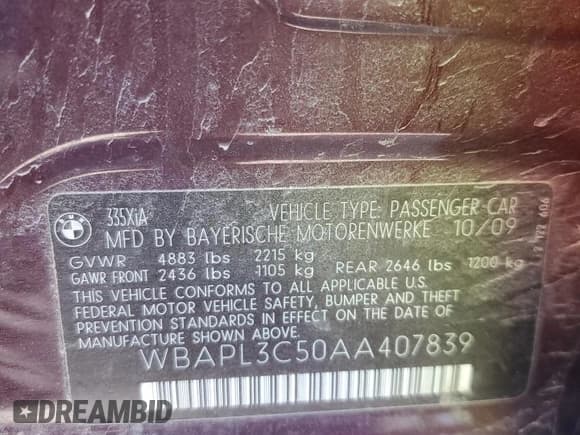 BMW
335XiA VEHICLE TYPE: PASSENGER-CAR
MFD BY BAYERISCHE MOTORENWERKE 10/09
GVWR 4883 lbs 2215 kg
GAWR FRONT 2436 lbs 1105 kg REAR 2646 lbs 1200 kg
THIS VEHICLE CONFORMS TO ALL APPLICABLE U.S.
FEDERAL MOTOR VEHICLE SAFETY, BUMPER AND THEFT
PREVENTION STANDARDS IN EFFECT ON THE DATE OF
MANUFACTURE SHOWN ABOVE.
WBAPL3C50AA407839
DREAMBID